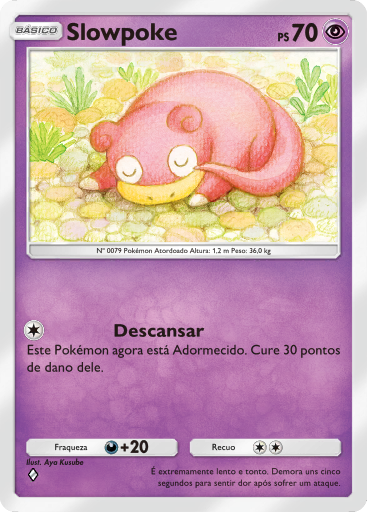 BÁSICO Slowpoke PS 70
Nº 0079 Pokémon Atordoado Altura: 1.2 m Peso: 36,0 kg
Descansar
Este Pokémon agora está Adormecido. Cure 30 pontos
de dano dele.
Fraqueza +20 Recuo
Ilust. Aya Kusube
É extremamente lento e tonto. Demora uns cinco
segundos para sentir dor após sofrer um ataque.